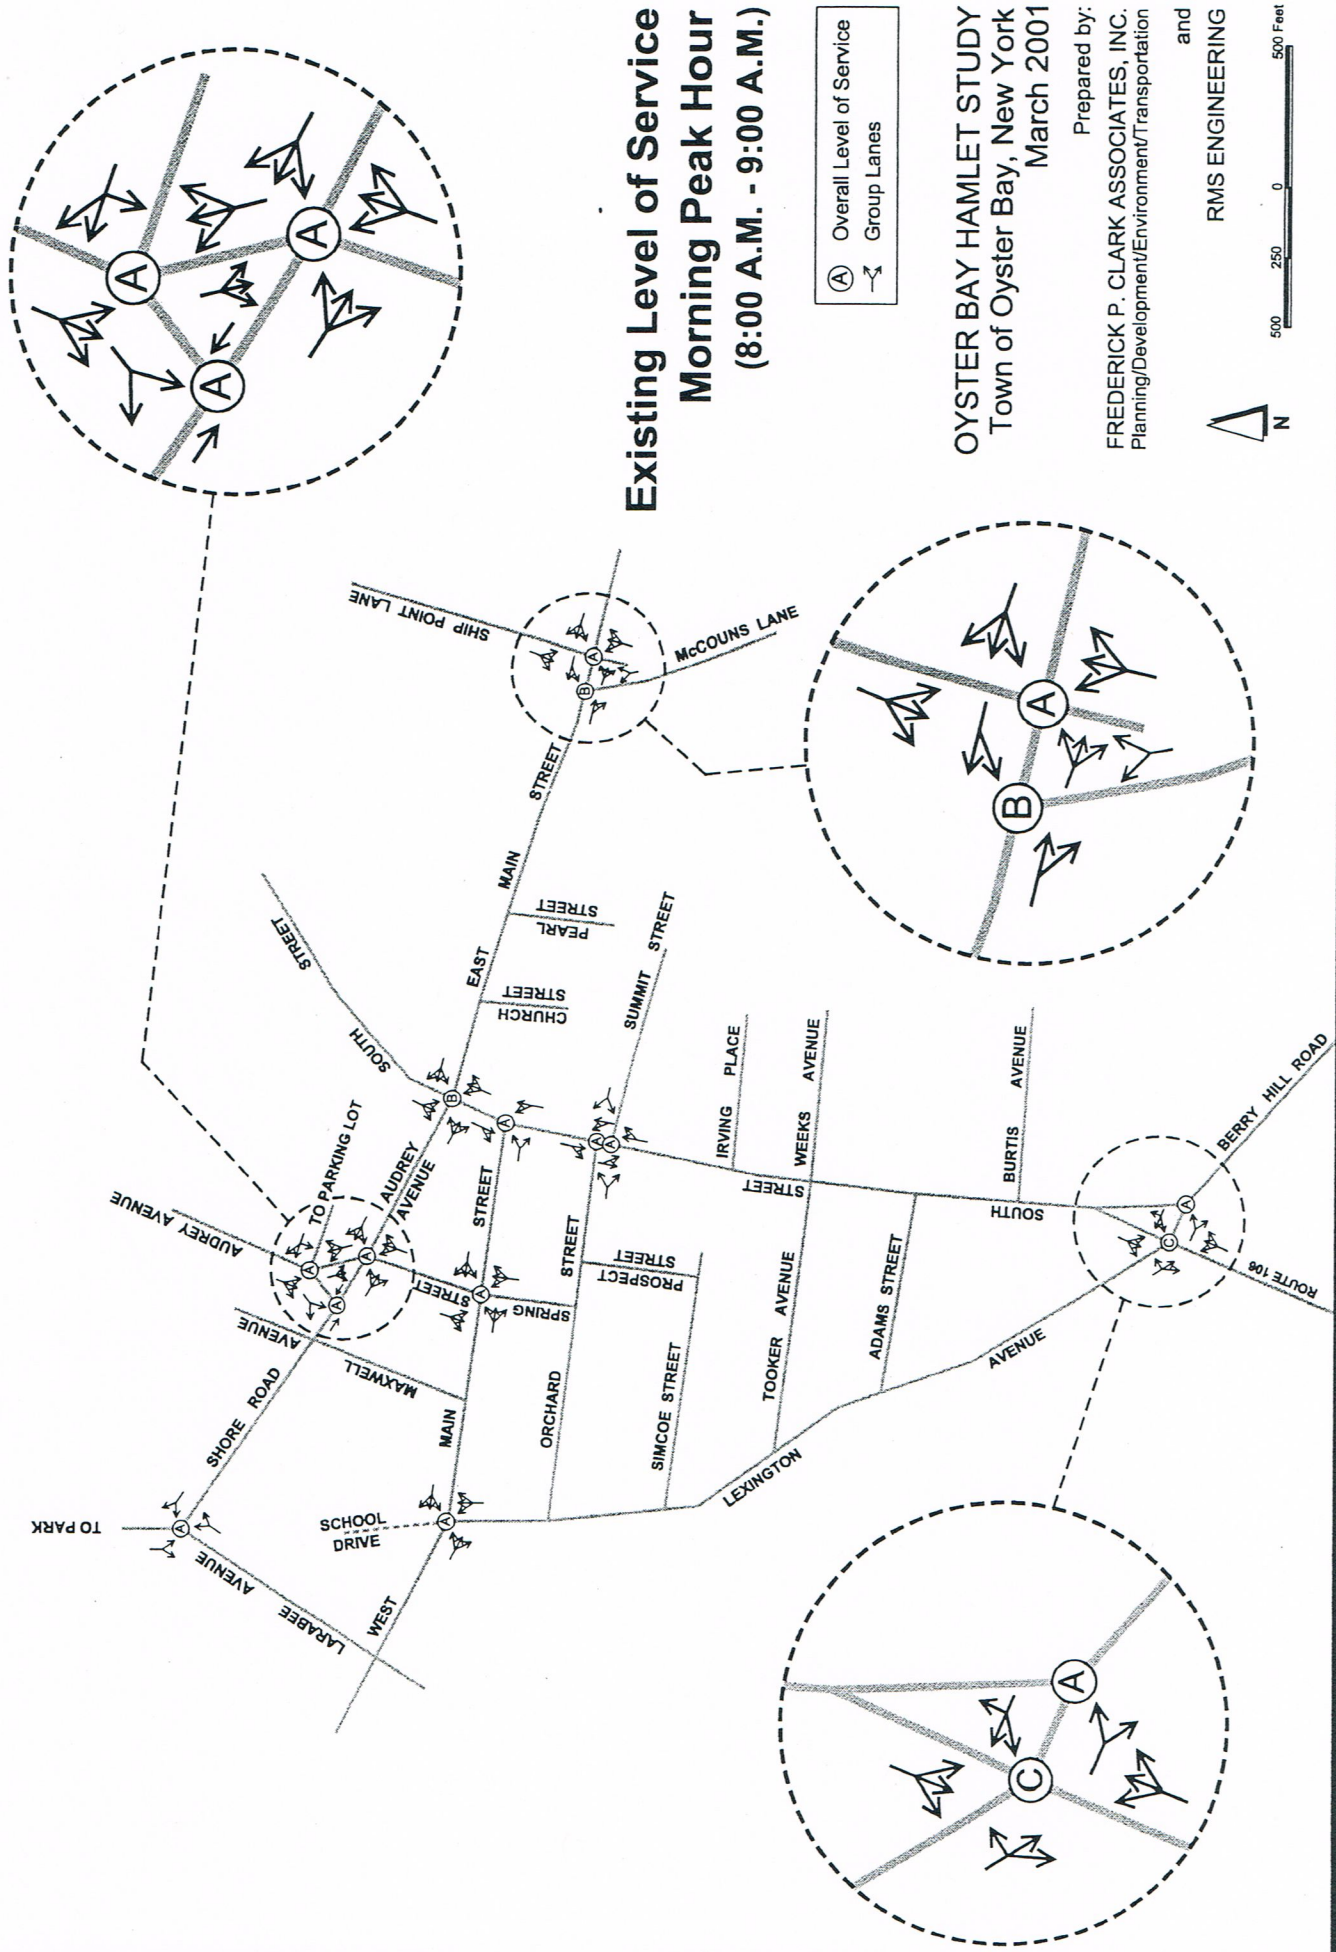 Existing Level of Service
Morning Peak Hour
(8:00 A.M. - 9:00 A.M.)
A Overall Level of Service
Group Lanes
OYSTER BAY HAMLET STUDY
Town of Oyster Bay, New York
March 2001
Prepared by:
FREDERICK P. CLARK ASSOCIATES, INC.
Planning/Development/Environment/Transportation
and
RMS ENGINEERING
N
500 250 0 500 Feet
A
A
A
TO PARK
A
LARABEE AVENUE
SHORE ROAD
MAXWELL AVENUE
AUDREY AVENUE
TO PARKING LOT
A
A
A
AUDREY AVENUE
SOUTH STREET
SCHOOL DRIVE
WEST MAIN STREET
A
A
A
B
SPRING STREET
EAST MAIN STREET
CHURCH STREET
PEARL STREET
SHIP POINT LANE
McCOUNS LANE
B
A
ORCHARD STREET
A
A
SUMMIT STREET
PROSPECT STREET
SIMCOE STREET
IRVING PLACE
TOOKER AVENUE
WEEKS AVENUE
ADAMS STREET
SOUTH STREET
BURTIS AVENUE
LEXINGTON AVENUE
C
A
BERRY HILL ROAD
ROUTE 106
B
A
C
A